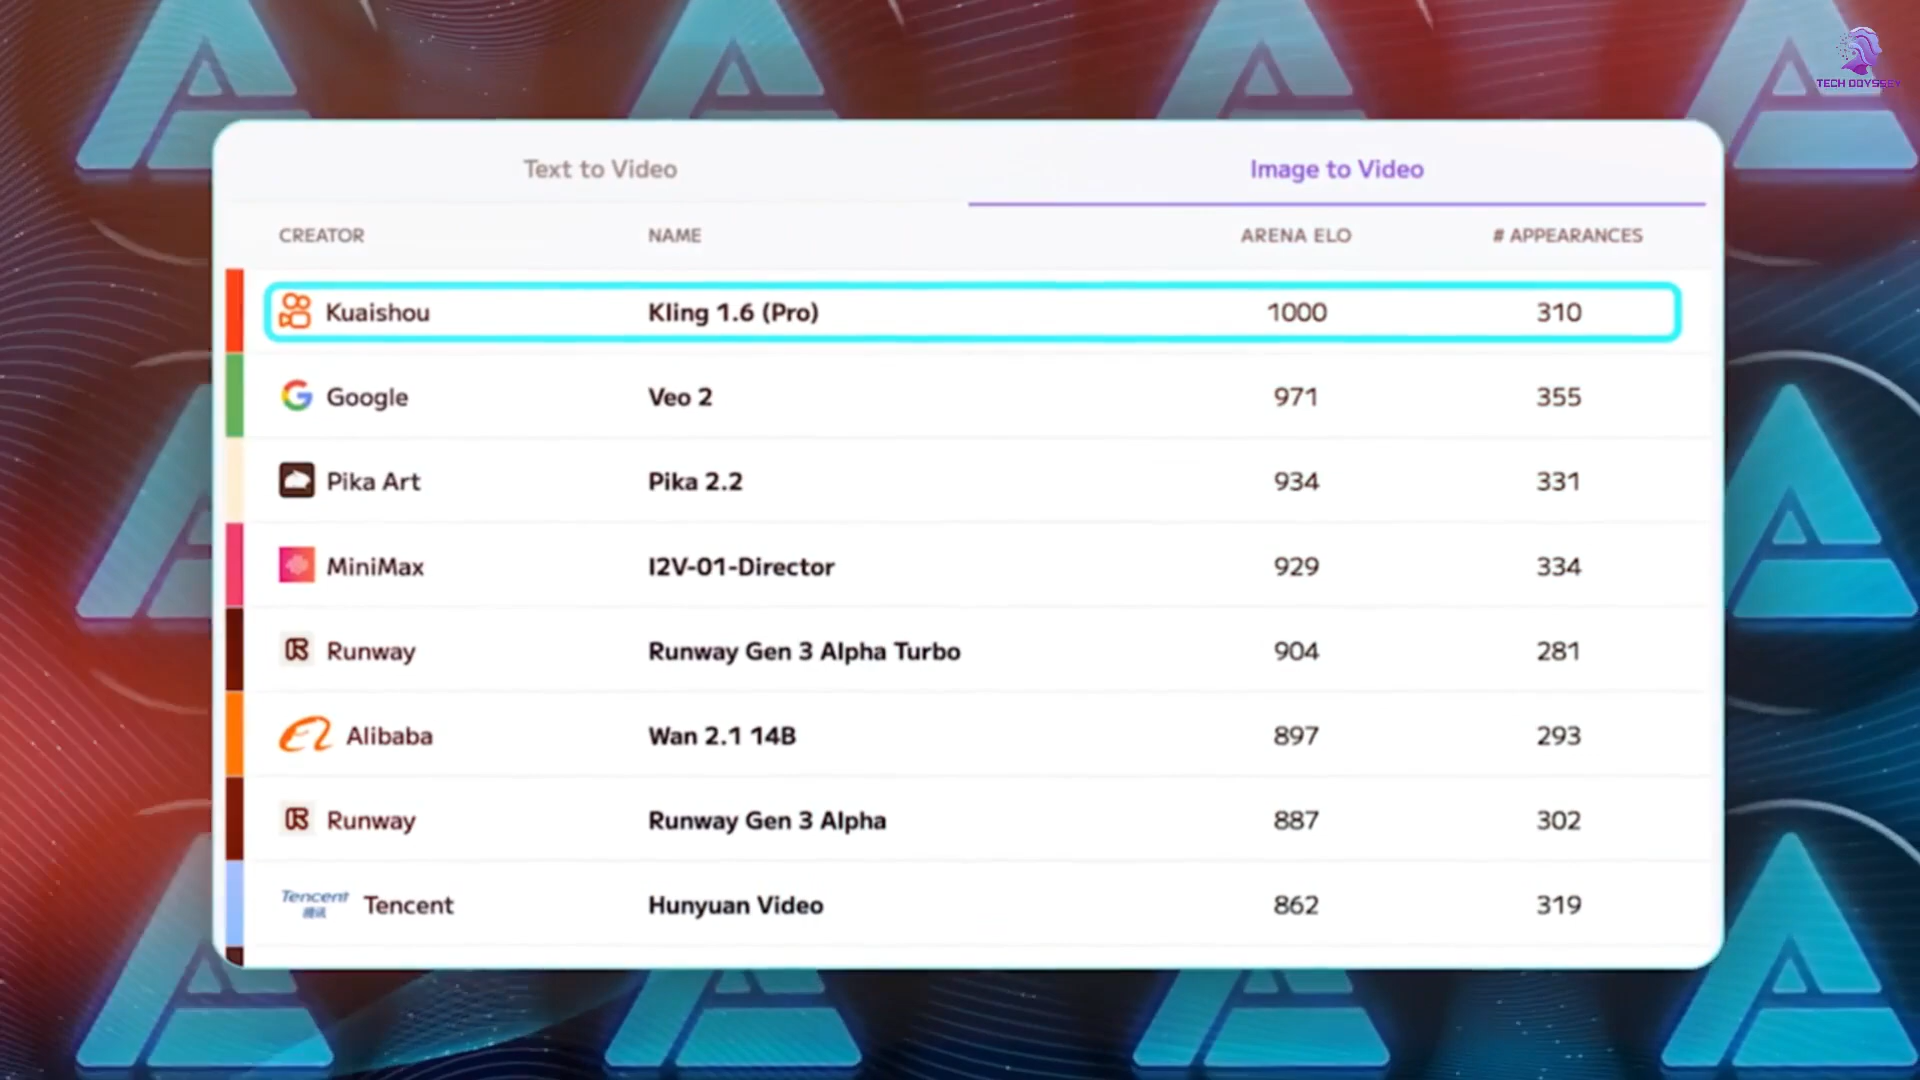 TECH ODYSSEY
Text to Video Image to Video
CREATOR NAME ARENA ELO # APPEARANCES
Kuaishou Kling 1.6 (Pro) 1000 310
Google Veo 2 971 355
Pika Art Pika 2.2 934 331
MiniMax I2V-01-Director 929 334
Runway Runway Gen 3 Alpha Turbo 904 281
Alibaba Wan 2.1 14B 897 293
Runway Runway Gen 3 Alpha 887 302
Tencent 腾讯 Tencent Hunyuan Video 862 319